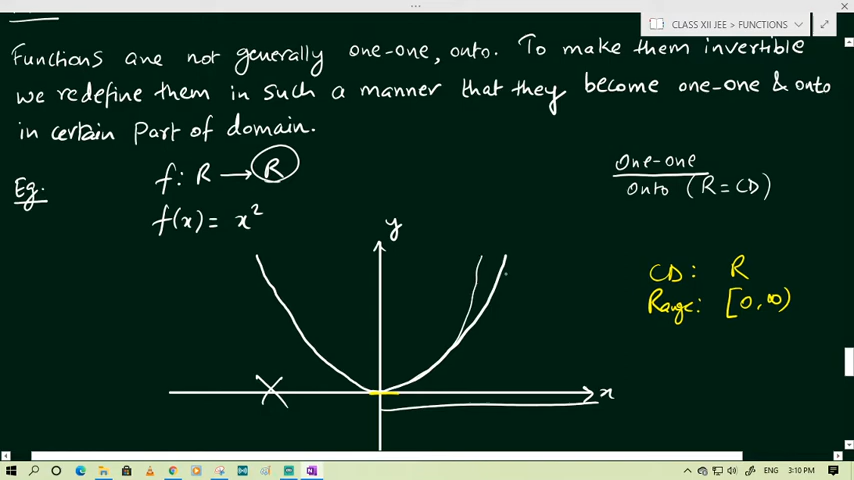 CLASS XII JEE > FUNCTIONS
Functions are not generally one-one, onto. To make them invertible
we redefine them in such a manner that they become one-one & onto
in certain part of domain.
Eg.
f: R → R
f(x) = x²
One-one
onto (R = CD)
y
CD: R
Range: [0, ∞)
x
ENG 3:10 PM